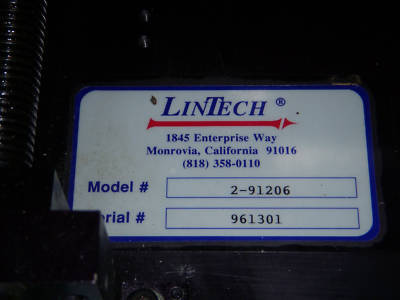 LINTECH ®
1845 Enterprise Way
Monrovia, California 91016
(818) 358-0110
Model # 2-91206
erial # 961301